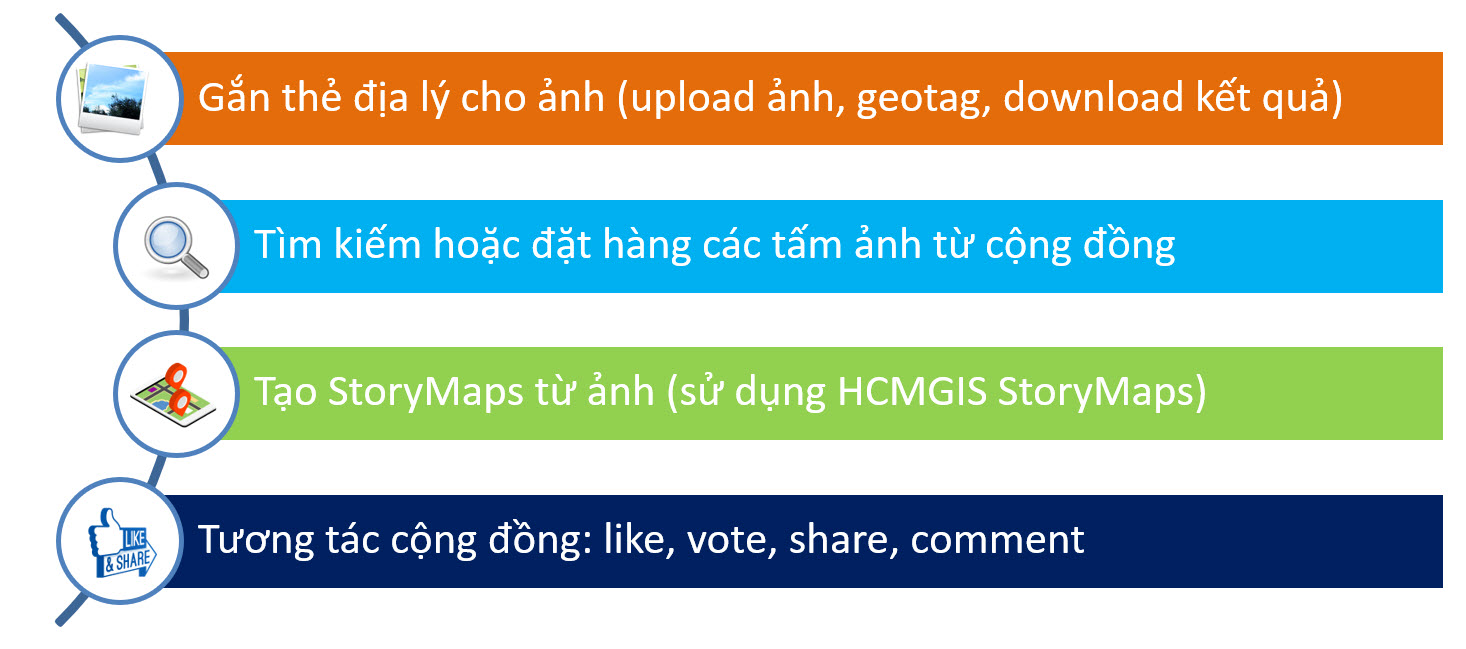 Gắn thẻ địa lý cho ảnh (upload ảnh, geotag, download kết quả)
Tìm kiếm hoặc đặt hàng các tấm ảnh từ cộng đồng
Tạo StoryMaps từ ảnh (sử dụng HCMGIS StoryMaps)
LIKE
& SHARE
Tương tác cộng đồng: like, vote, share, comment